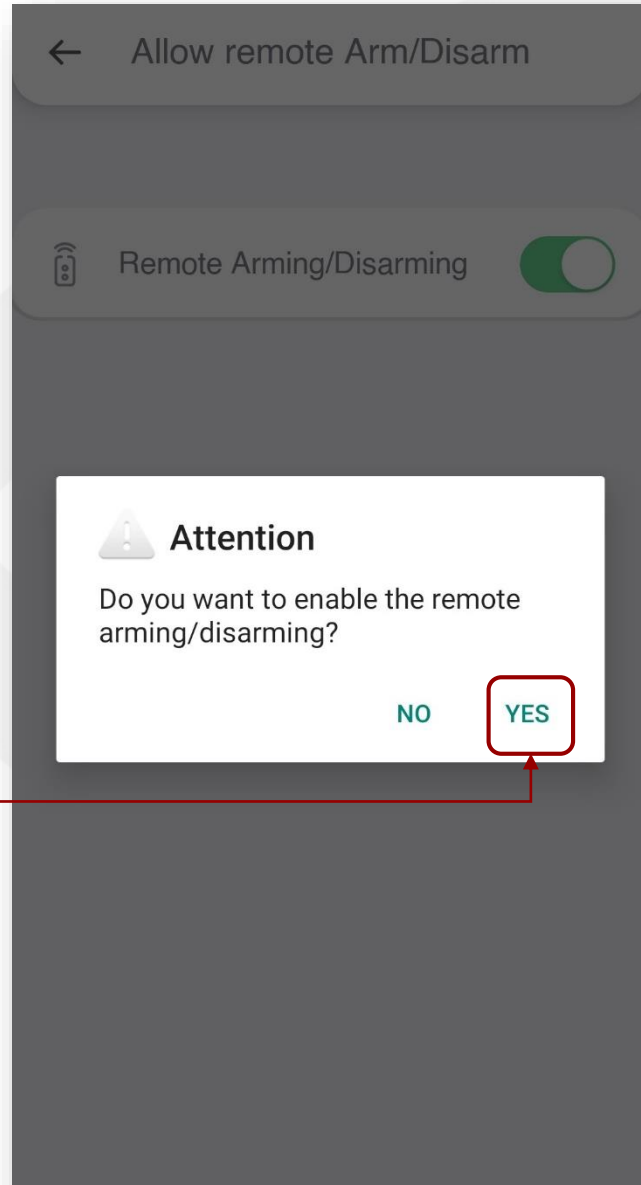 Allow remote Arm/Disarm
Remote Arming/Disarming
Attention
Do you want to enable the remote
arming/disarming?
NO YES